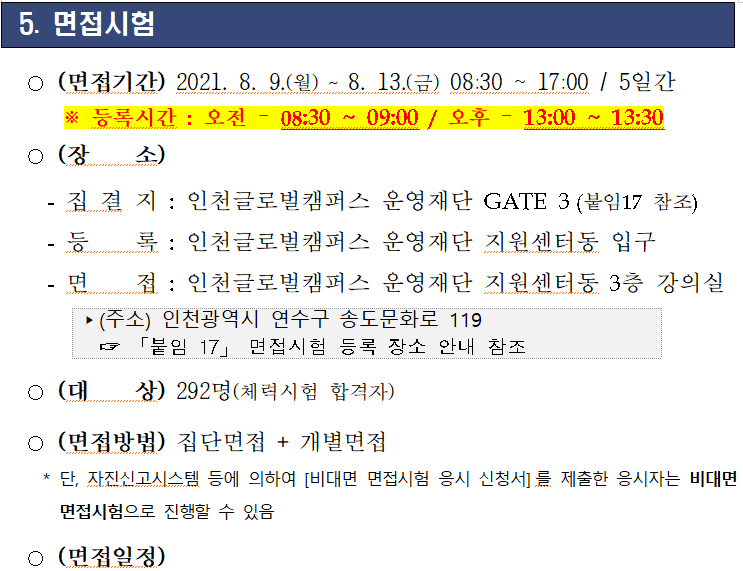 5. 면접시험
○ (면접기간) 2021. 8. 9.(월) ~ 8. 13.(금) 08:30 ~ 17:00 / 5일간
※ 등록시간 : 오전 - 08:30 ~ 09:00 / 오후 - 13:00 ~ 13:30
○ (장 소)
- 집 결 지 : 인천글로벌캠퍼스 운영재단 GATE 3 (붙임17 참조)
- 등 록 : 인천글로벌캠퍼스 운영재단 지원센터동 입구
- 면 접 : 인천글로벌캠퍼스 운영재단 지원센터동 3층 강의실
▸(주소) 인천광역시 연수구 송도문화로 119
☞ 「붙임 17」 면접시험 등록 장소 안내 참조
○ (대 상) 292명(체력시험 합격자)
○ (면접방법) 집단면접 + 개별면접
* 단, 자진신고시스템 등에 의하여 [비대면 면접시험 응시 신청서]를 제출한 응시자는 비대면
면접시험으로 진행할 수 있음
○ (면접일정)